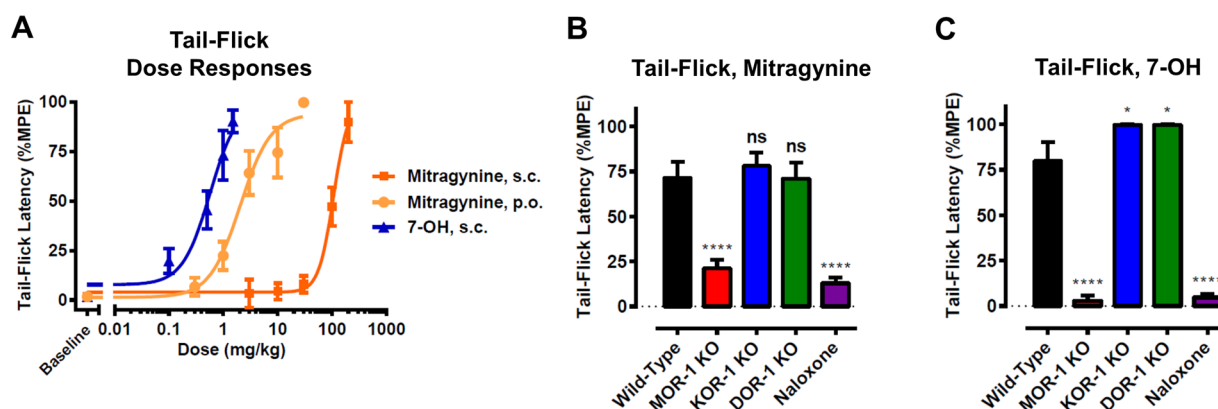 A
Tail-Flick
Dose Responses
Tail-Flick Latency (%MPE)
100
75
50
25
0
Baseline
0.01
0.1
1
10
100
1000
Dose (mg/kg)
Mitragynine, s.c.
Mitragynine, p.o.
7-OH, s.c.
B
Tail-Flick, Mitragynine
Tail-Flick Latency (%MPE)
100
75
50
25
0
****
ns
ns
****
Wild-Type
MOR-1 KO
KOR-1 KO
DOR-1 KO
Naloxone
C
Tail-Flick, 7-OH
Tail-Flick Latency (%MPE)
100
75
50
25
0
****
*
*
****
Wild-Type
MOR-1 KO
KOR-1 KO
DOR-1 KO
Naloxone